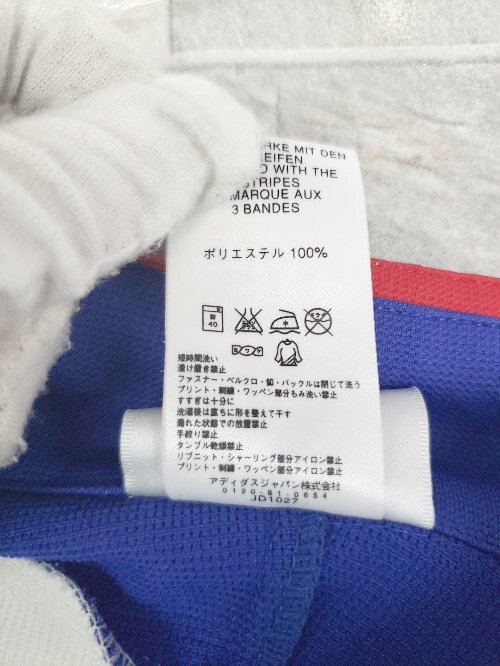 MIT DEN
EIFEN
WITH THE
STRIPES
MARQUE AUX
3 BANDES
ポリエステル 100%
40
中
短時間洗い
漬け置き禁止
ファスナー・ベルクロ・釦・バックルは閉じて洗う
プリント・刺繍・ワッペン部分もみ洗い禁止
すすぎは十分に
洗濯後は直ちに形を整えて干す
濡れた状態での放置禁止
手絞り禁止
タンブル乾燥禁止
リブニット・シャーリング部分アイロン禁止
プリント・刺繍・ワッペン部分アイロン禁止
アディダスジャパン株式会社
0120-81-0654
JD1027